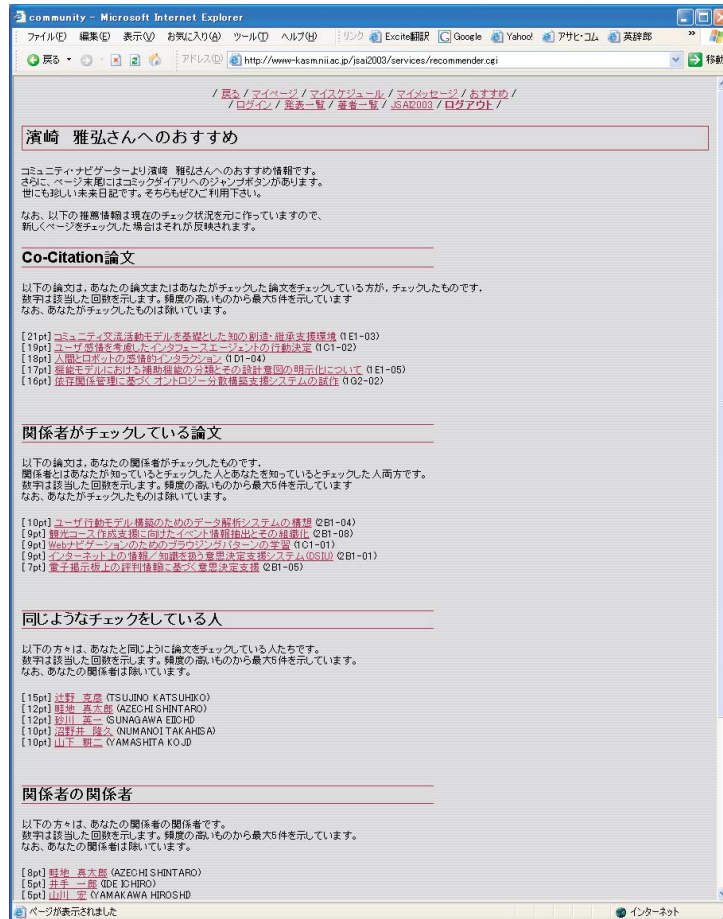 community - Microsoft Internet Explorer
ファイル(F) 編集(E) 表示(V) お気に入り(A) ツール(T) ヘルプ(H) リンク Excite翻訳 Google Yahoo! アサヒ・コム 英辞郎 »
戻る アドレス(D) http://www-kasm.nii.ac.jp/jsai2003/services/recommender.cgi 移動
/ 戻る / マイページ / マイスケジュール / マイメッセージ / おすすめ /
/ ログイン / 発表一覧 / 著者一覧 / JSAI2003 / ログアウト /
濱崎 雅弘さんへのおすすめ
コミュニティ・ナビゲーターより濱崎 雅弘さんへのおすすめ情報です。
さらに、ページ末尾にはコミックダイアリへのジャンプボタンがあります。
世にも珍しい未来日記です。そちらもぜひご利用下さい。
なお、以下の推薦情報は現在のチェック状況を元に作っていますので、
新しくページをチェックした場合はそれが反映されます。
Co-Citation論文
以下の論文は，あなたの論文またはあなたがチェックした論文をチェックしている方が，チェックしたものです．
数字は該当した回数を示します。頻度の高いものから最大5件を示しています
なお、あなたがチェックしたものは除いています。
[21pt] コミュニティ交流活動モデルを基礎とした知の創造・継承支援環境 (1E1-03)
[19pt] ユーザ感情を考慮したインタフェースエージェントの行動決定 (1C1-02)
[18pt] 人間とロボットの感情的インタラクション (1D1-04)
[17pt] 機能モデルにおける補助機能の分類とその設計意図の明示化について (1E1-05)
[16pt] 依存関係管理に基づく オントロジー分散構築支援システムの試作 (1G2-02)
関係者がチェックしている論文
以下の論文は，あなたの関係者がチェックしたものです．
関係者とはあなたが知っているとチェックした人とあなたを知っているとチェックした人両方です。
数字は該当した回数を示します。頻度の高いものから最大5件を示しています
なお、あなたがチェックしたものは除いています。
[10pt] ユーザ行動モデル構築のためのデータ解析システムの構想 (2B1-04)
[9pt] 観光コース作成支援に向けたイベント情報抽出とその組織化 (2B1-08)
[9pt] Webナビゲーションのためのブラウジングパターンの学習 (1C1-01)
[9pt] インターネット上の情報／知識を扱う意思決定支援システム(DSIU) (2B1-01)
[7pt] 電子掲示板上の評判情報に基づく意思決定支援 (2B1-05)
同じようなチェックをしている人
以下の方々は、あなたと同じように論文をチェックしている人たちです。
数字は該当した回数を示します。頻度の高いものから最大5件を示しています。
なお、あなたの関係者は除いています。
[15pt] 辻野 克彦 (TSUJINO KATSUHIKO)
[12pt] 畦地 真太郎 (AZECHI SHINTARO)
[12pt] 砂川 英一 (SUNAGAWA EIICHI)
[10pt] 沼野井 隆久 (NUMANOI TAKAHISA)
[10pt] 山下 耕二 (YAMASHITA KOJI)
関係者の関係者
以下の方々は、あなたの関係者の関係者です。
数字は該当した回数を示します。頻度の高いものから最大5件を示しています。
なお、あなたの関係者は除いています。
[8pt] 畦地 真太郎 (AZECHI SHINTARO)
[5pt] 井手 一郎 (IDE ICHIRO)
[5pt] 山川 宏 (YAMAKAWA HIROSHI)
ページが表示されました インターネット